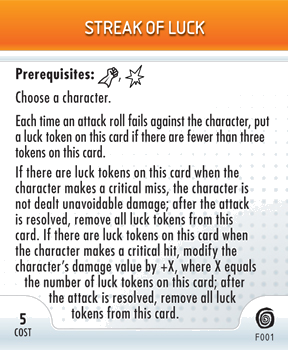 STREAK OF LUCK
Prerequisites: ,
Choose a character.
Each time an attack roll fails against the character, put
a luck token on this card if there are fewer than three
tokens on this card.
If there are luck tokens on this card when the
character makes a critical miss, the character is
not dealt unavoidable damage; after the attack
is resolved, remove all luck tokens from this
card. If there are luck tokens on this card when
the character makes a critical hit, modify the
character's damage value by +X, where X equals
the number of luck tokens on this card; after
the attack is resolved, remove all luck
tokens from this card.
5
COST
F001